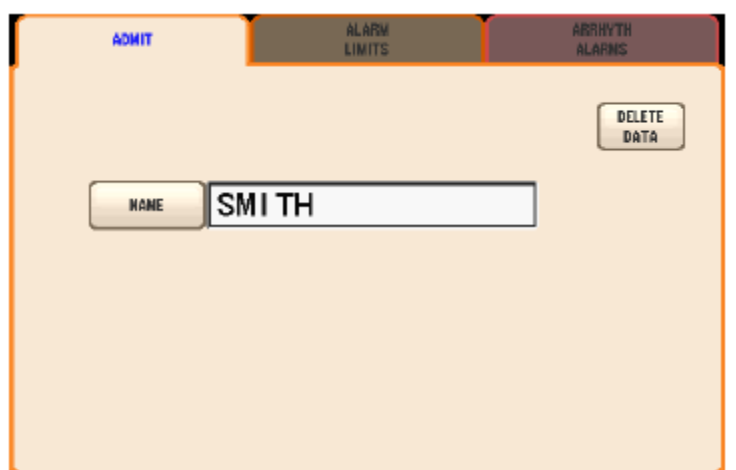 ADMIT
ALARM
LIMITS
ARRHYTH
ALARMS
DELETE
DATA
NAME
SMITH